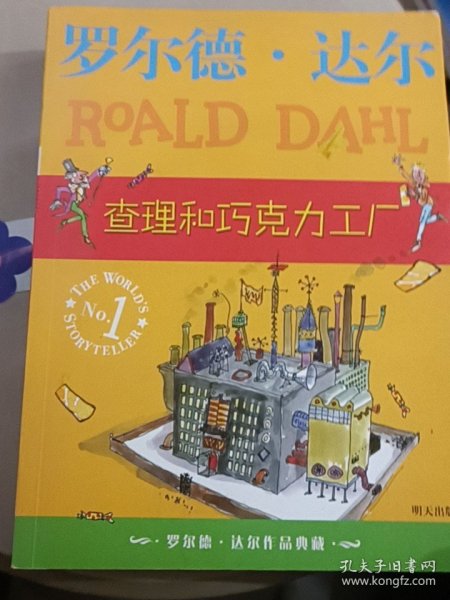 罗尔德·达尔
ROALD DAHL
查理和巧克力工厂
THE WORLD'S
No.1
STORYTELLER
明天出版
·罗尔德·达尔作品典藏·
孔夫子旧书网
www.kongfz.com